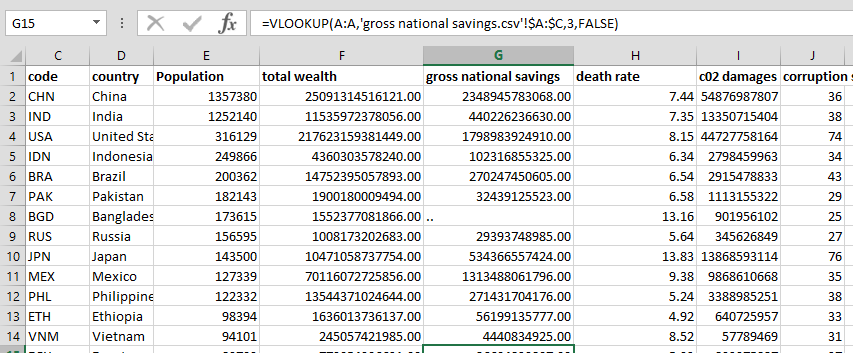 G15 =VLOOKUP(A:A,'gross national savings.csv'!$A:$C,3,FALSE)
C D E F G H I J
1 code country Population total wealth gross national savings death rate c02 damages corruption s
2 CHN China 1357380 25091314516121.00 2348945783068.00 7.44 54876987807 36
3 IND India 1252140 11535972378056.00 440226236630.00 7.35 13350715404 38
4 USA United Sta 316129 217623159381449.00 1798983924910.00 8.15 44727758164 74
5 IDN Indonesia 249866 4360303578240.00 102316855325.00 6.34 2798459963 34
6 BRA Brazil 200362 14752395057893.00 270247450605.00 6.54 2915478833 43
7 PAK Pakistan 182143 1900180009494.00 32439125523.00 6.58 1113155322 29
8 BGD Banglades 173615 1552377081866.00 .. 13.16 901956102 25
9 RUS Russia 156595 1008173202683.00 29393748985.00 5.64 345626849 27
10 JPN Japan 143500 10471058737754.00 534366557424.00 13.83 13868593114 76
11 MEX Mexico 127339 70116072725856.00 1313488061796.00 9.38 9868610668 35
12 PHL Philippine 122332 13544371024644.00 271431704176.00 5.24 3388985251 38
13 ETH Ethiopia 98394 1636013736137.00 56199135777.00 4.92 640725957 33
14 VNM Vietnam 94101 245057421985.00 4440834925.00 8.52 57789469 31